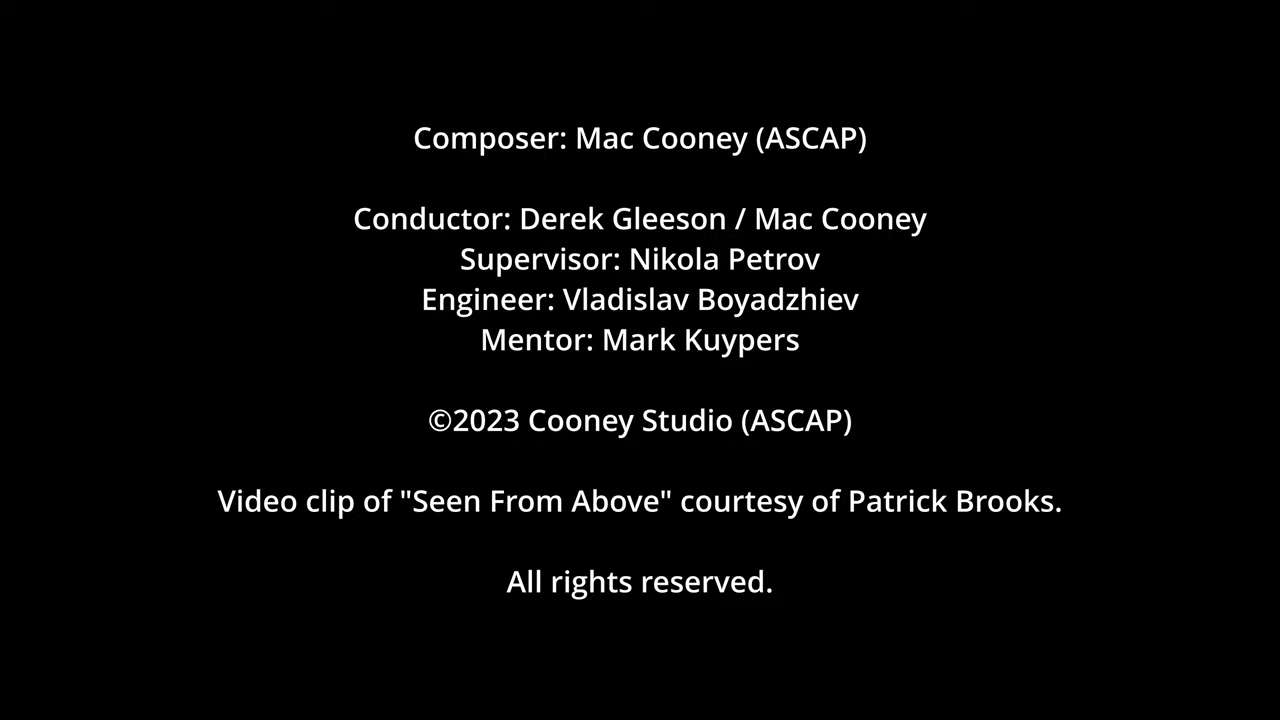 Composer: Mac Cooney (ASCAP)
Conductor: Derek Gleeson / Mac Cooney
Supervisor: Nikola Petrov
Engineer: Vladislav Boyadzhiev
Mentor: Mark Kuypers
©2023 Cooney Studio (ASCAP)
Video clip of "Seen From Above" courtesy of Patrick Brooks.
All rights reserved.